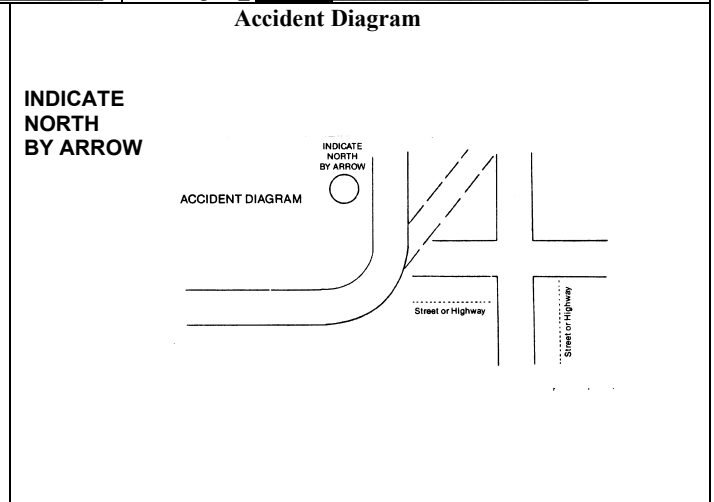 Accident Diagram
INDICATE
NORTH
BY ARROW
INDICATE
NORTH
BY ARROW
ACCIDENT DIAGRAM
Street or Highway
Street or Highway